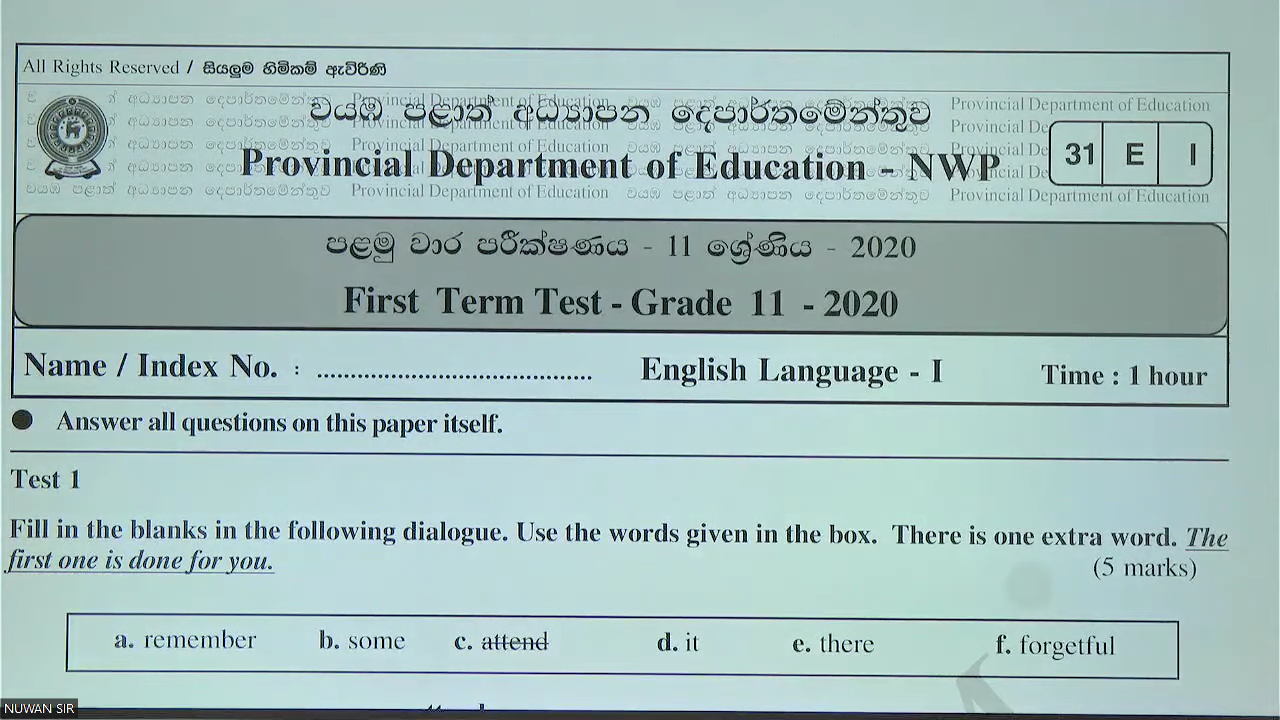 All Rights Reserved / සියලුම හිමිකම් ඇවිරිණි
වයඹ පළාත් අධ්‍යාපන දෙපාර්තමේන්තුව
Provincial Department of Education - NWP
31 E I
පළමු වාර පරීක්ෂණය - 11 ශ්‍රේණිය - 2020
First Term Test - Grade 11 - 2020
Name / Index No. : ........................................ English Language - I Time : 1 hour
● Answer all questions on this paper itself.
Test 1
Fill in the blanks in the following dialogue. Use the words given in the box. There is one extra word. The
first one is done for you.
(5 marks)
a. remember b. some c. attend d. it e. there f. forgetful
NUWAN SIR